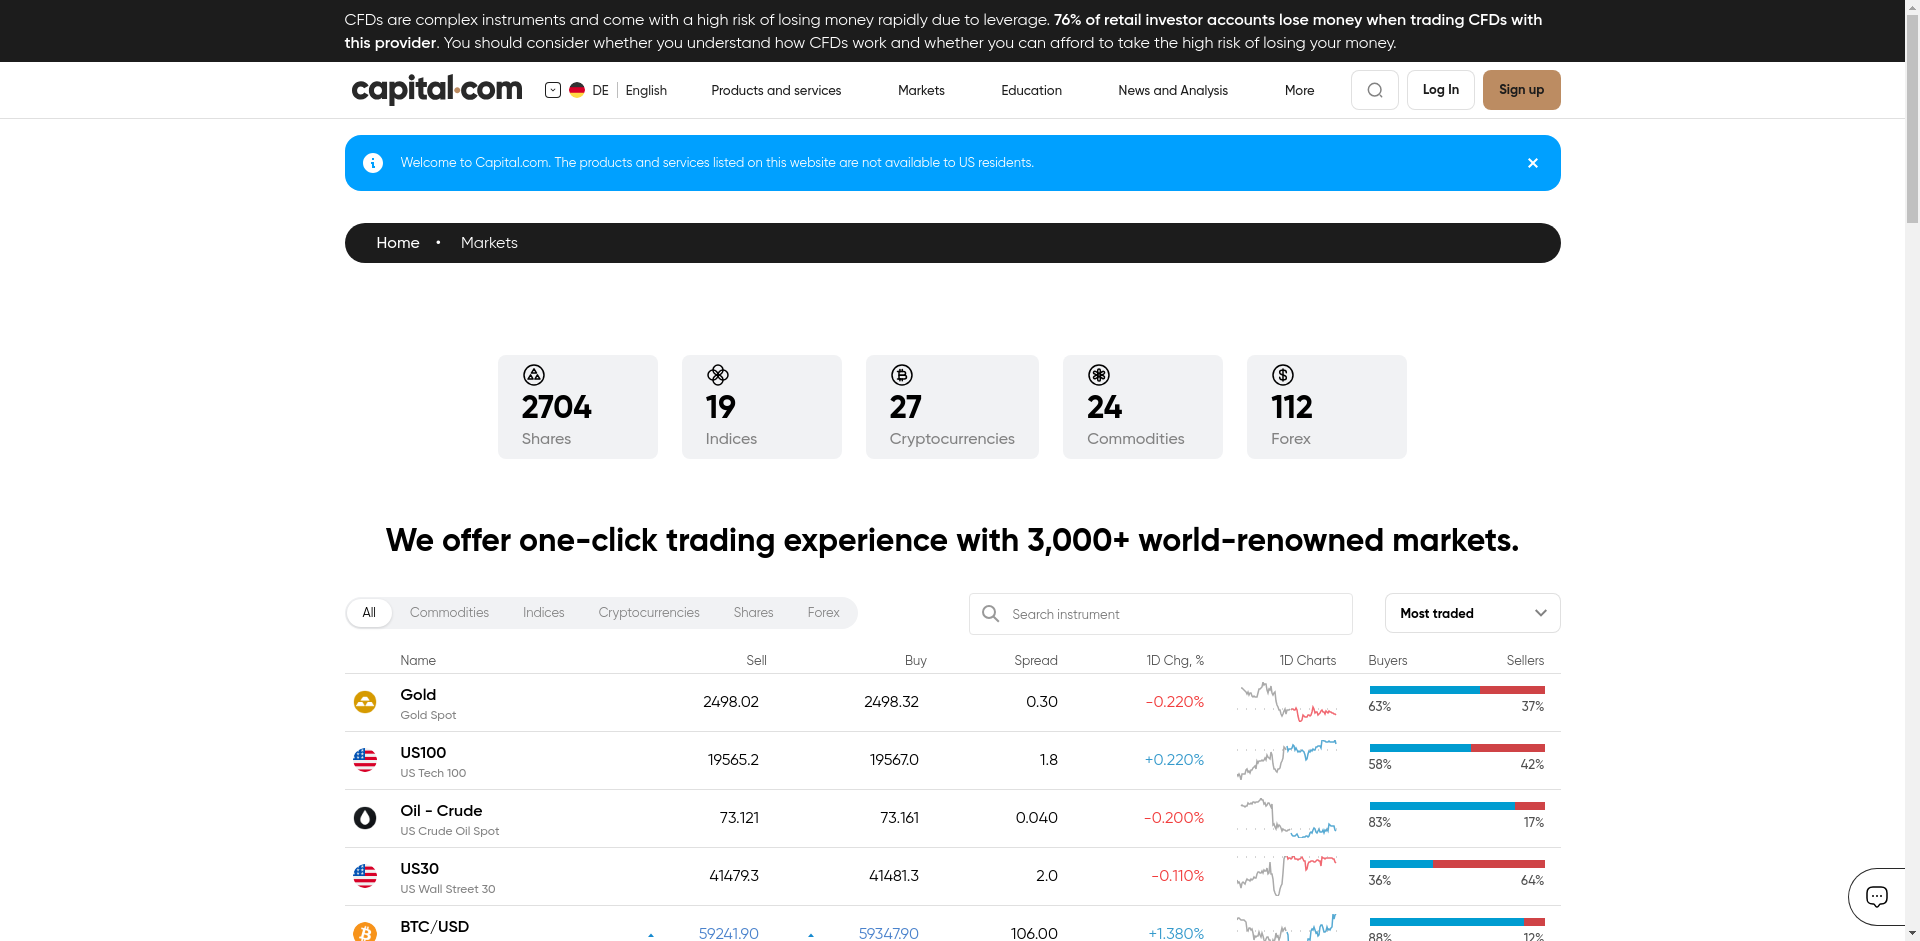 CFDs are complex instruments and come with a high risk of losing money rapidly due to leverage. 76% of retail investor accounts lose money when trading CFDs with
this provider. You should consider whether you understand how CFDs work and whether you can afford to take the high risk of losing your money.
capital.com DE English Products and services Markets Education News and Analysis More Log In Sign up
Welcome to Capital.com. The products and services listed on this website are not available to US residents.
Home • Markets
2704 19 27 24 112
Shares Indices Cryptocurrencies Commodities Forex
We offer one-click trading experience with 3,000+ world-renowned markets.
All Commodities Indices Cryptocurrencies Shares Forex Search instrument Most traded
Name Sell Buy Spread 1D Chg, % 1D Charts Buyers Sellers
Gold 2498.02 2498.32 0.30 -0.220% 63% 37%
Gold Spot
US100 19565.2 19567.0 1.8 +0.220% 58% 42%
US Tech 100
Oil - Crude 73.121 73.161 0.040 -0.200% 83% 17%
US Crude Oil Spot
US30 41479.3 41481.3 2.0 -0.110% 36% 64%
US Wall Street 30
BTC/USD 59241.90 59347.90 106.00 +1.380% 88% 12%